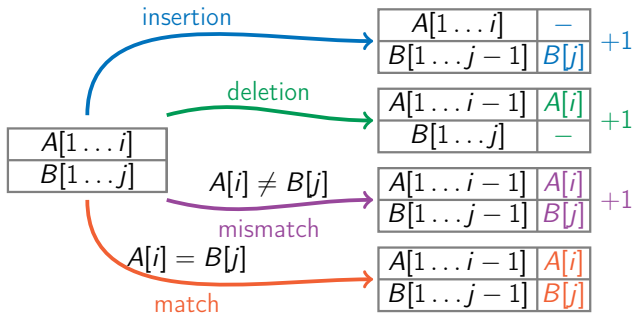 insertion
A[1...i] −
B[1...j − 1] B[j] +1
deletion
A[1...i − 1] A[i]
B[1...j] − +1
A[1...i]
B[1...j]
A[i] ≠ B[j]
mismatch
A[1...i − 1] A[i]
B[1...j − 1] B[j] +1
A[i] = B[j]
match
A[1...i − 1] A[i]
B[1...j − 1] B[j]